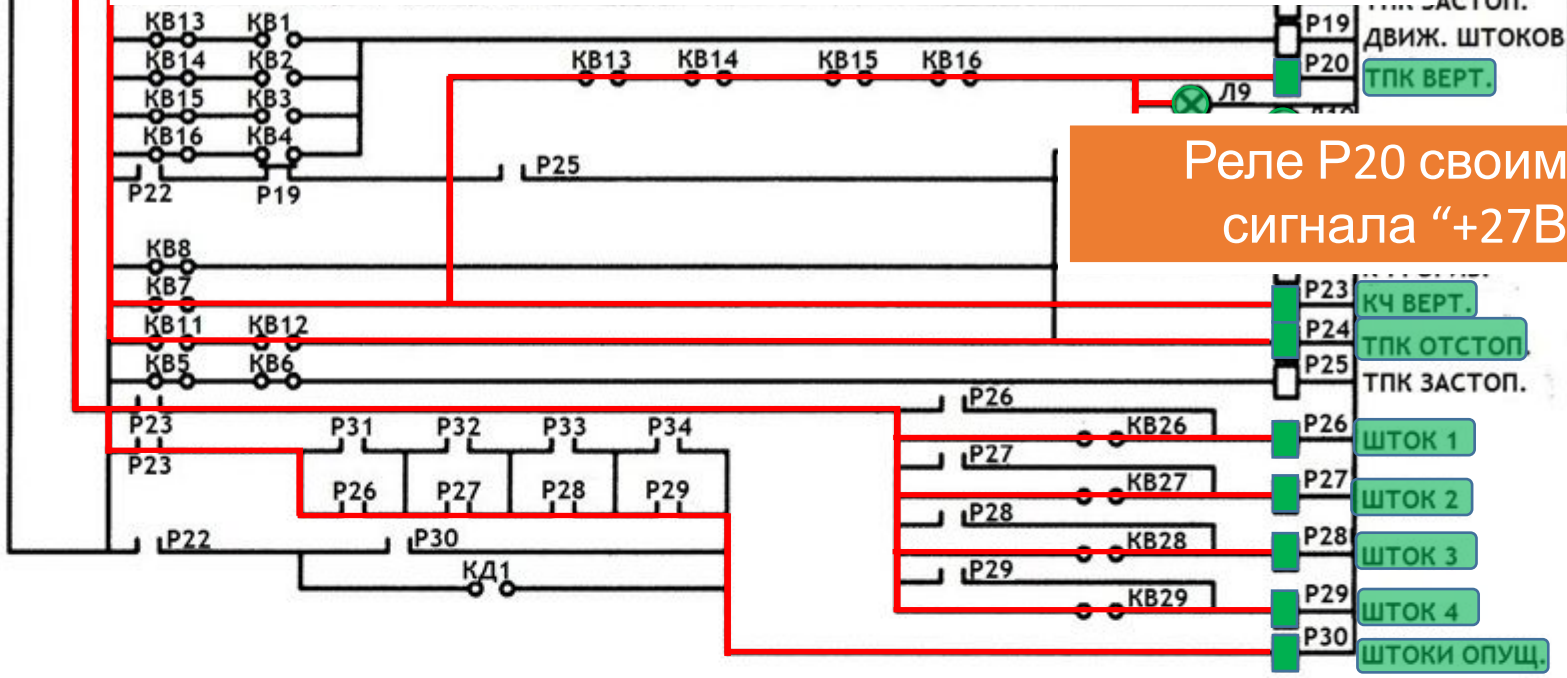 ТПК ЗАСТОП.
КВ13 КВ1 Р19 ДВИЖ. ШТОКОВ
КВ14 КВ2 КВ13 КВ14 КВ15 КВ16 Р20 ТПК ВЕРТ.
КВ15 КВ3 Л9
КВ16 КВ4
Р22 Р19 Р25
Реле Р20 своим
сигнала “+27В
КВ8
КВ7 Р23 КЧ ВЕРТ.
КВ11 КВ12 Р24 ТПК ОТСТОП.
КВ5 КВ6 Р25 ТПК ЗАСТОП.
Р26
Р23 Р31 Р32 Р33 Р34 КВ26 Р26 ШТОК 1
Р23 Р27
Р26 Р27 Р28 Р29 КВ27 Р27 ШТОК 2
Р28
Р22 Р30 КВ28 Р28 ШТОК 3
КД1 Р29
КВ29 Р29 ШТОК 4
Р30 ШТОКИ ОПУЩ.